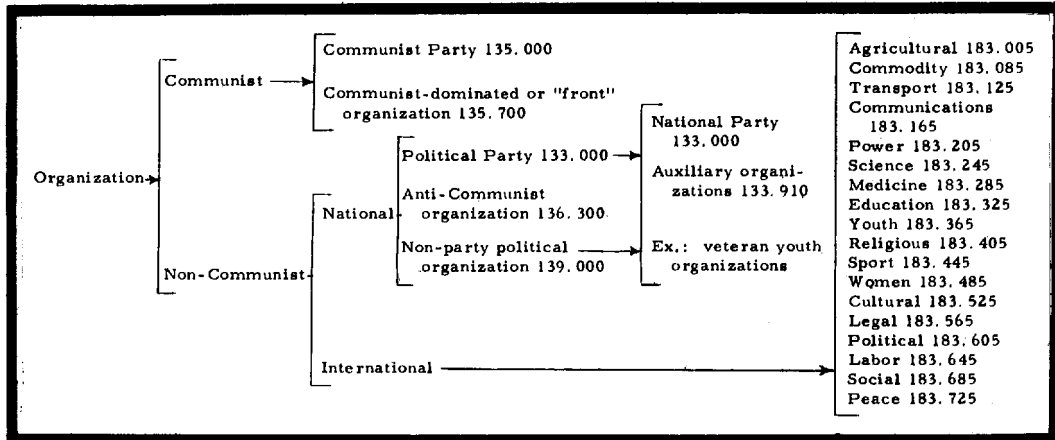 Organization
Communist
Communist Party 135.000
Communist-dominated or "front"
organization 135.700
Non-Communist
National
Political Party 133.000
Anti-Communist
organization 136.300
Non-party political
organization 139.000
National Party
133.000
Auxiliary organi-
zations 133.910
Ex.: veteran youth
organizations
International
Agricultural 183.005
Commodity 183.085
Transport 183.125
Communications
183.165
Power 183.205
Science 183.245
Medicine 183.285
Education 183.325
Youth 183.365
Religious 183.405
Sport 183.445
Women 183.485
Cultural 183.525
Legal 183.565
Political 183.605
Labor 183.645
Social 183.685
Peace 183.725